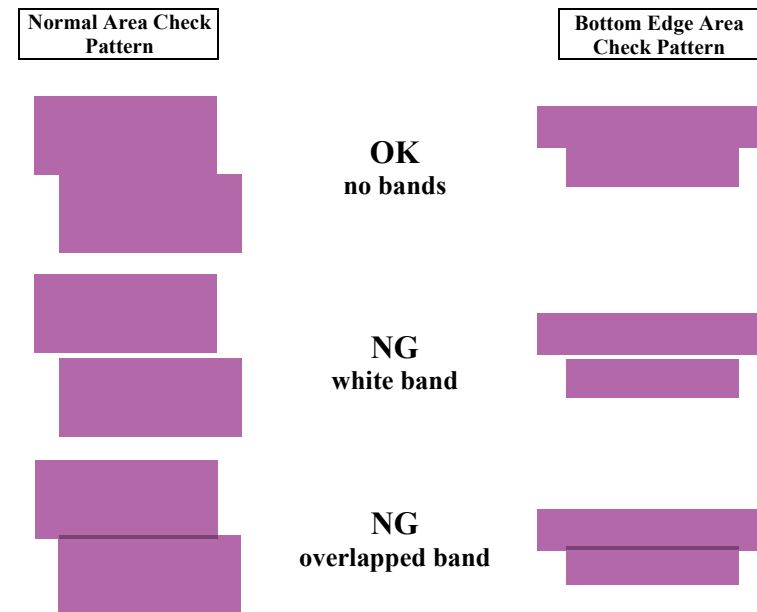 Normal Area Check
Pattern
Bottom Edge Area
Check Pattern
OK
no bands
NG
white band
NG
overlapped band